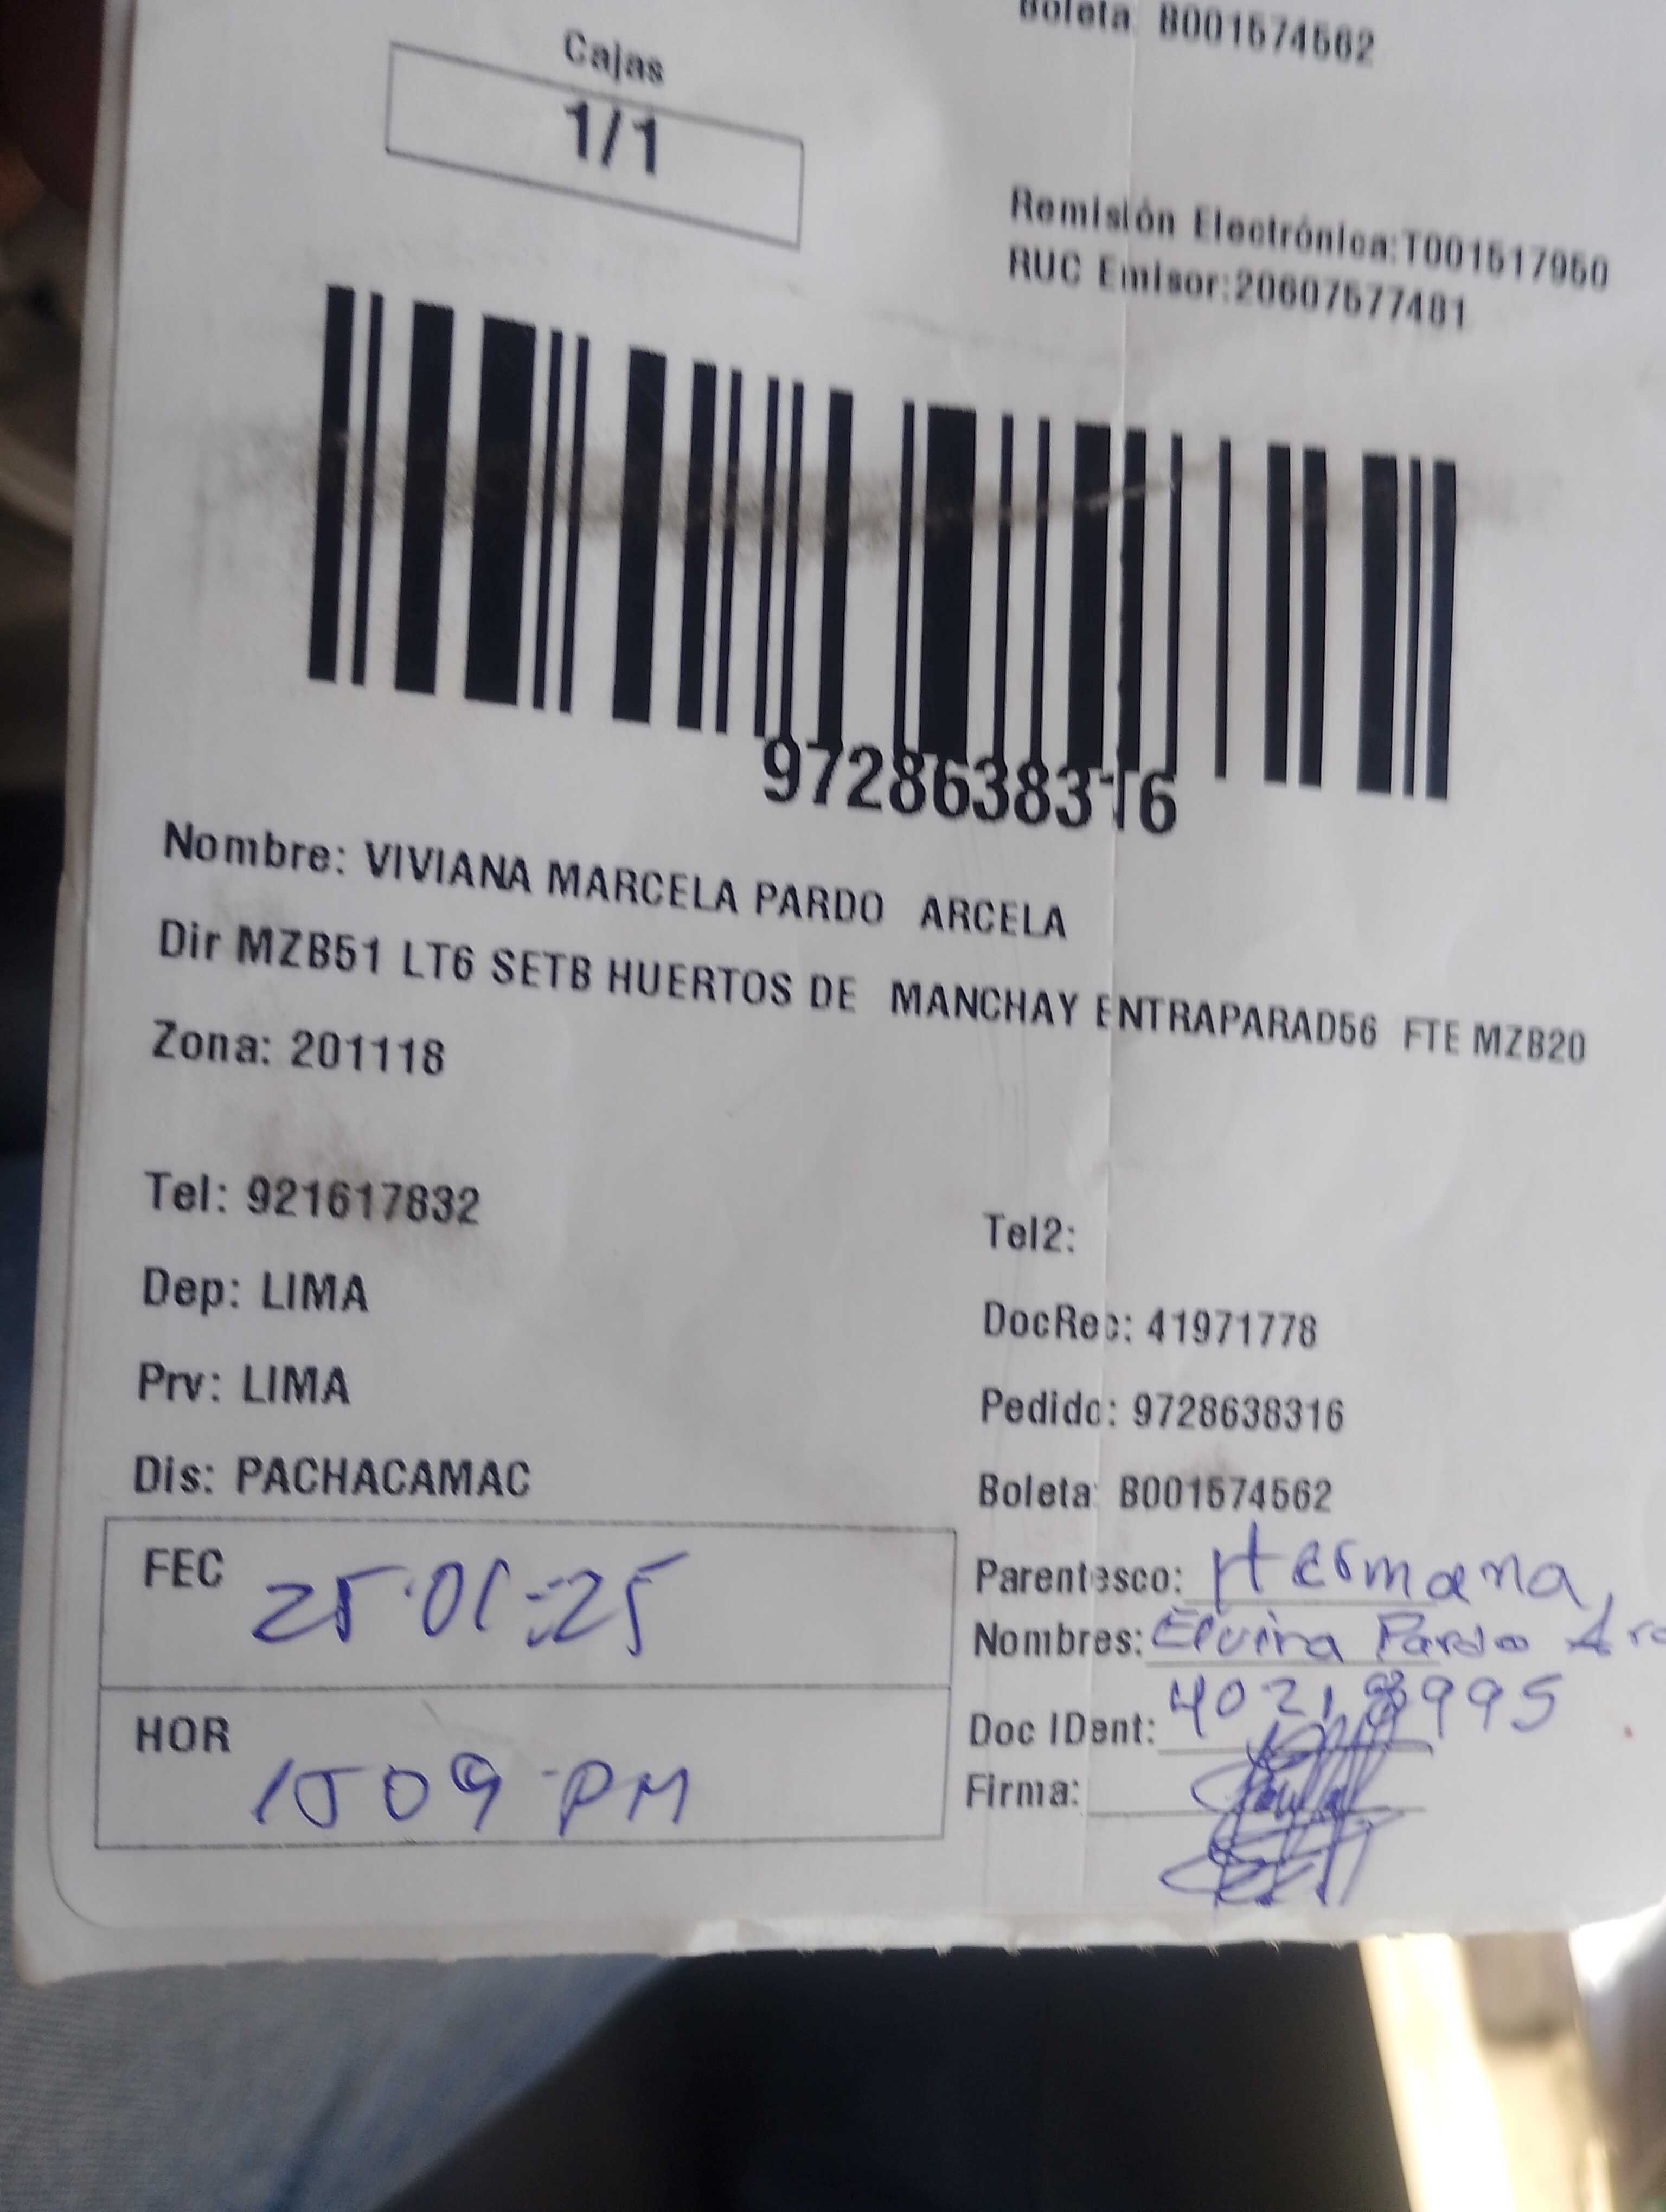 Boleta: B001574562
Cajas
1/1
Remisión Electrónica:T001517950
RUC Emisor:20607577481
9728638316
Nombre: VIVIANA MARCELA PARDO ARCELA
Dir MZB51 LT6 SETB HUERTOS DE MANCHAY ENTRAPARAD56 FTE MZB20
Zona: 201118
Tel: 921617832
Tel2:
Dep: LIMA
DocRec: 41971778
Prv: LIMA
Pedido: 9728638316
Dis: PACHACAMAC
Boleta: B001574562
FEC 25-01-25
Parentesco: Hermana
Nombres: Elvira Pardo
HOR 15 09 PM
Doc IDent: 40218995
Firma: